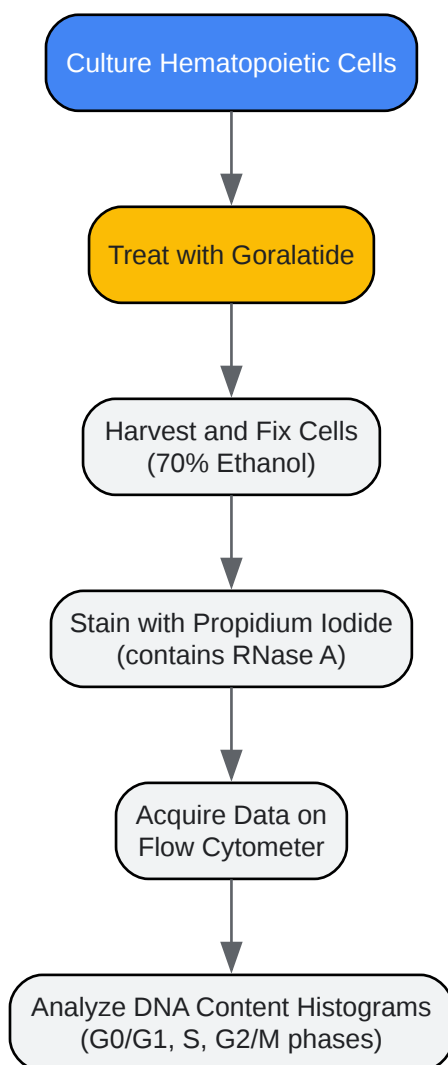 Culture Hematopoietic Cells
Treat with Goralatide
Harvest and Fix Cells
(70% Ethanol)
Stain with Propidium Iodide
(contains RNase A)
Acquire Data on
Flow Cytometer
Analyze DNA Content Histograms
(G0/G1, S, G2/M phases)